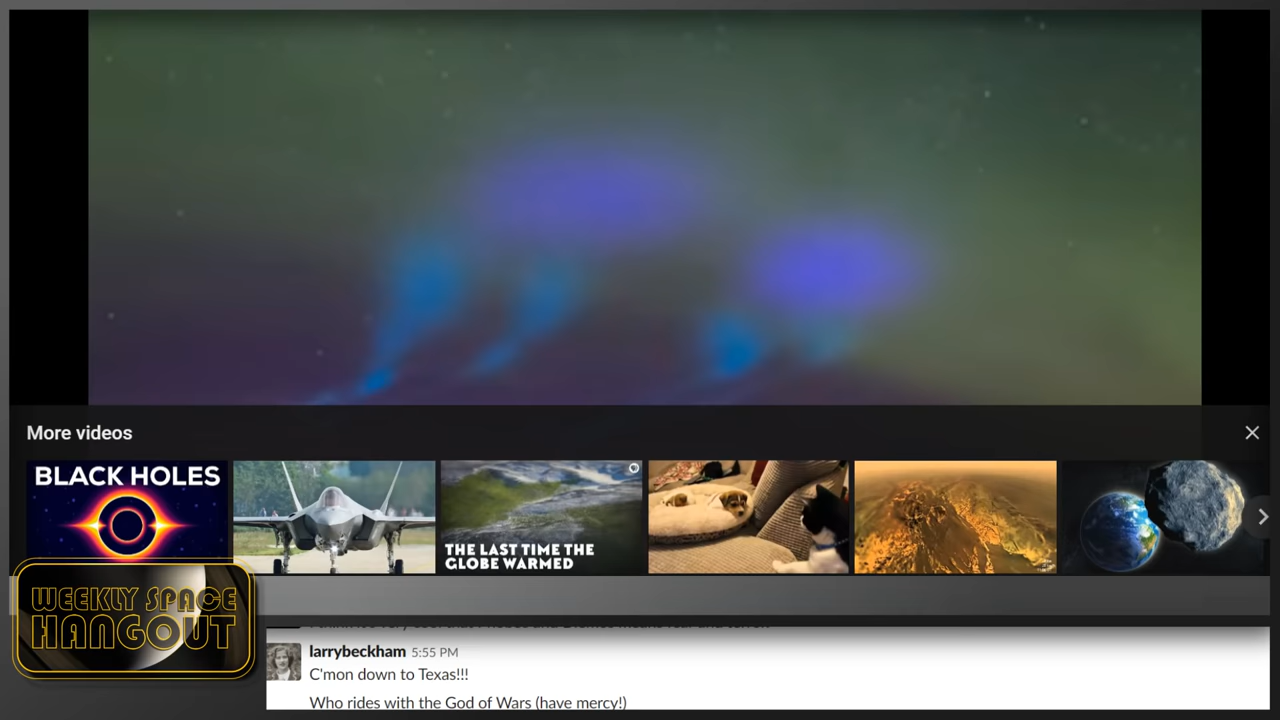 More videos
BLACK HOLES
THE LAST TIME THE
GLOBE WARMED
WEEKLY SPACE
HANGOUT
larrybeckham 5:55 PM
C'mon down to Texas!!!
Who rides with the God of Wars (have mercy!)